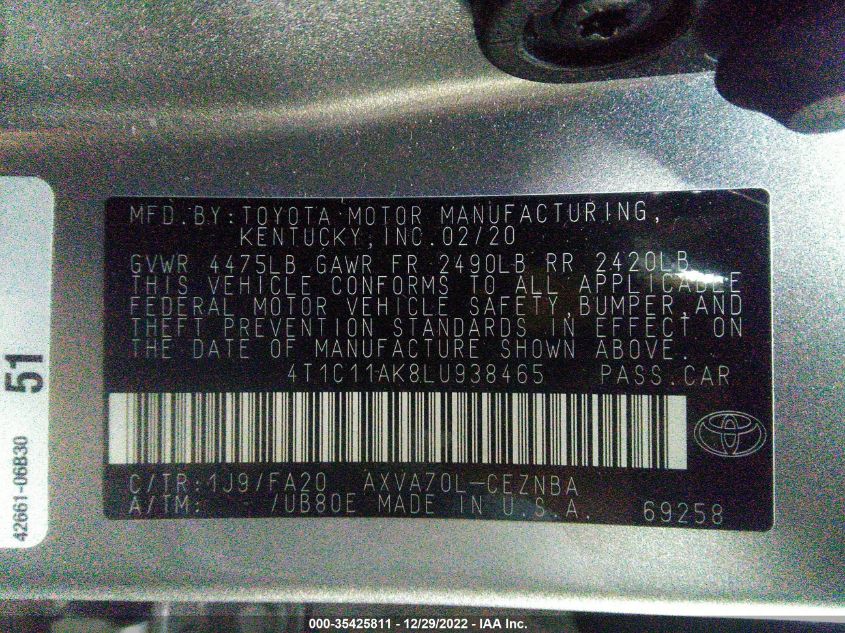 MFD.BY:TOYOTA MOTOR MANUFACTURING,
KENTUCKY,INC.02/20
GVWR 4475LB GAWR FR 2490LB RR 2420LB
THIS VEHICLE CONFORMS TO ALL APPLICABLE
FEDERAL MOTOR VEHICLE SAFETY,BUMPER,AND
THEFT PREVENTION STANDARDS IN EFFECT ON
THE DATE OF MANUFACTURE SHOWN ABOVE.
4T1C11AK8LU938465 PASS.CAR
C/TR:1J9/FA20 AXVA70L-CEZNBA
A/TM: - /UB80E MADE IN U.S.A. 69258
51
42661-06B30
000-35425811 - 12/29/2022 - IAA Inc.